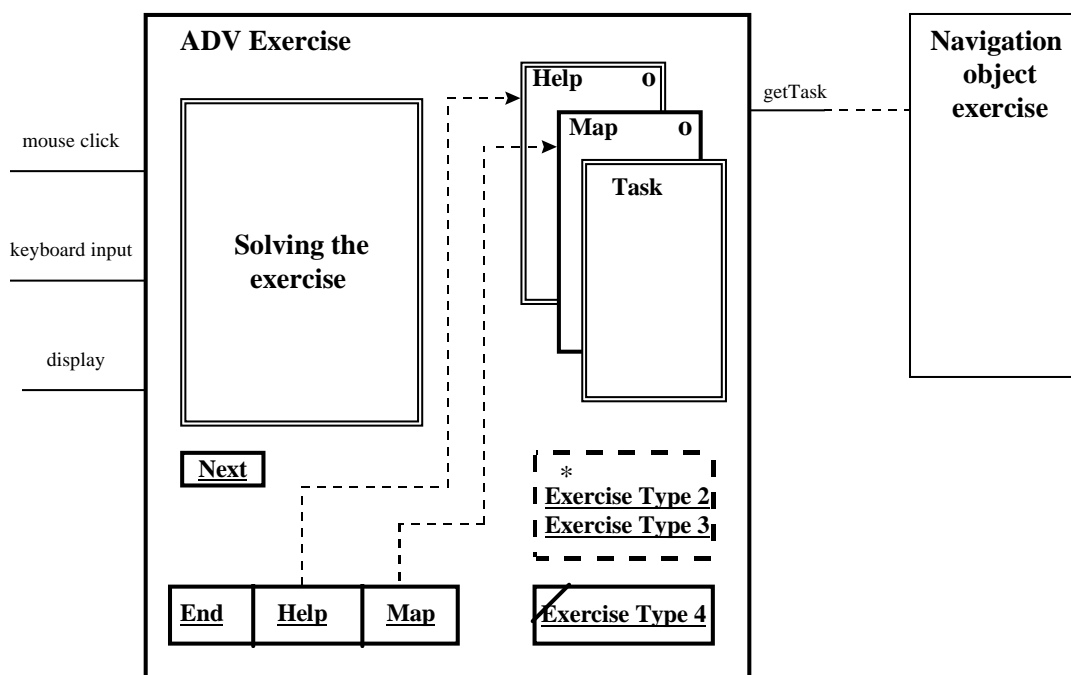 ADV Exercise
Navigation
object
exercise
Help o
getTask
Map o
mouse click
Task
Solving the
exercise
keyboard input
display
Next
*
Exercise Type 2
Exercise Type 3
End Help Map
Exercise Type 4